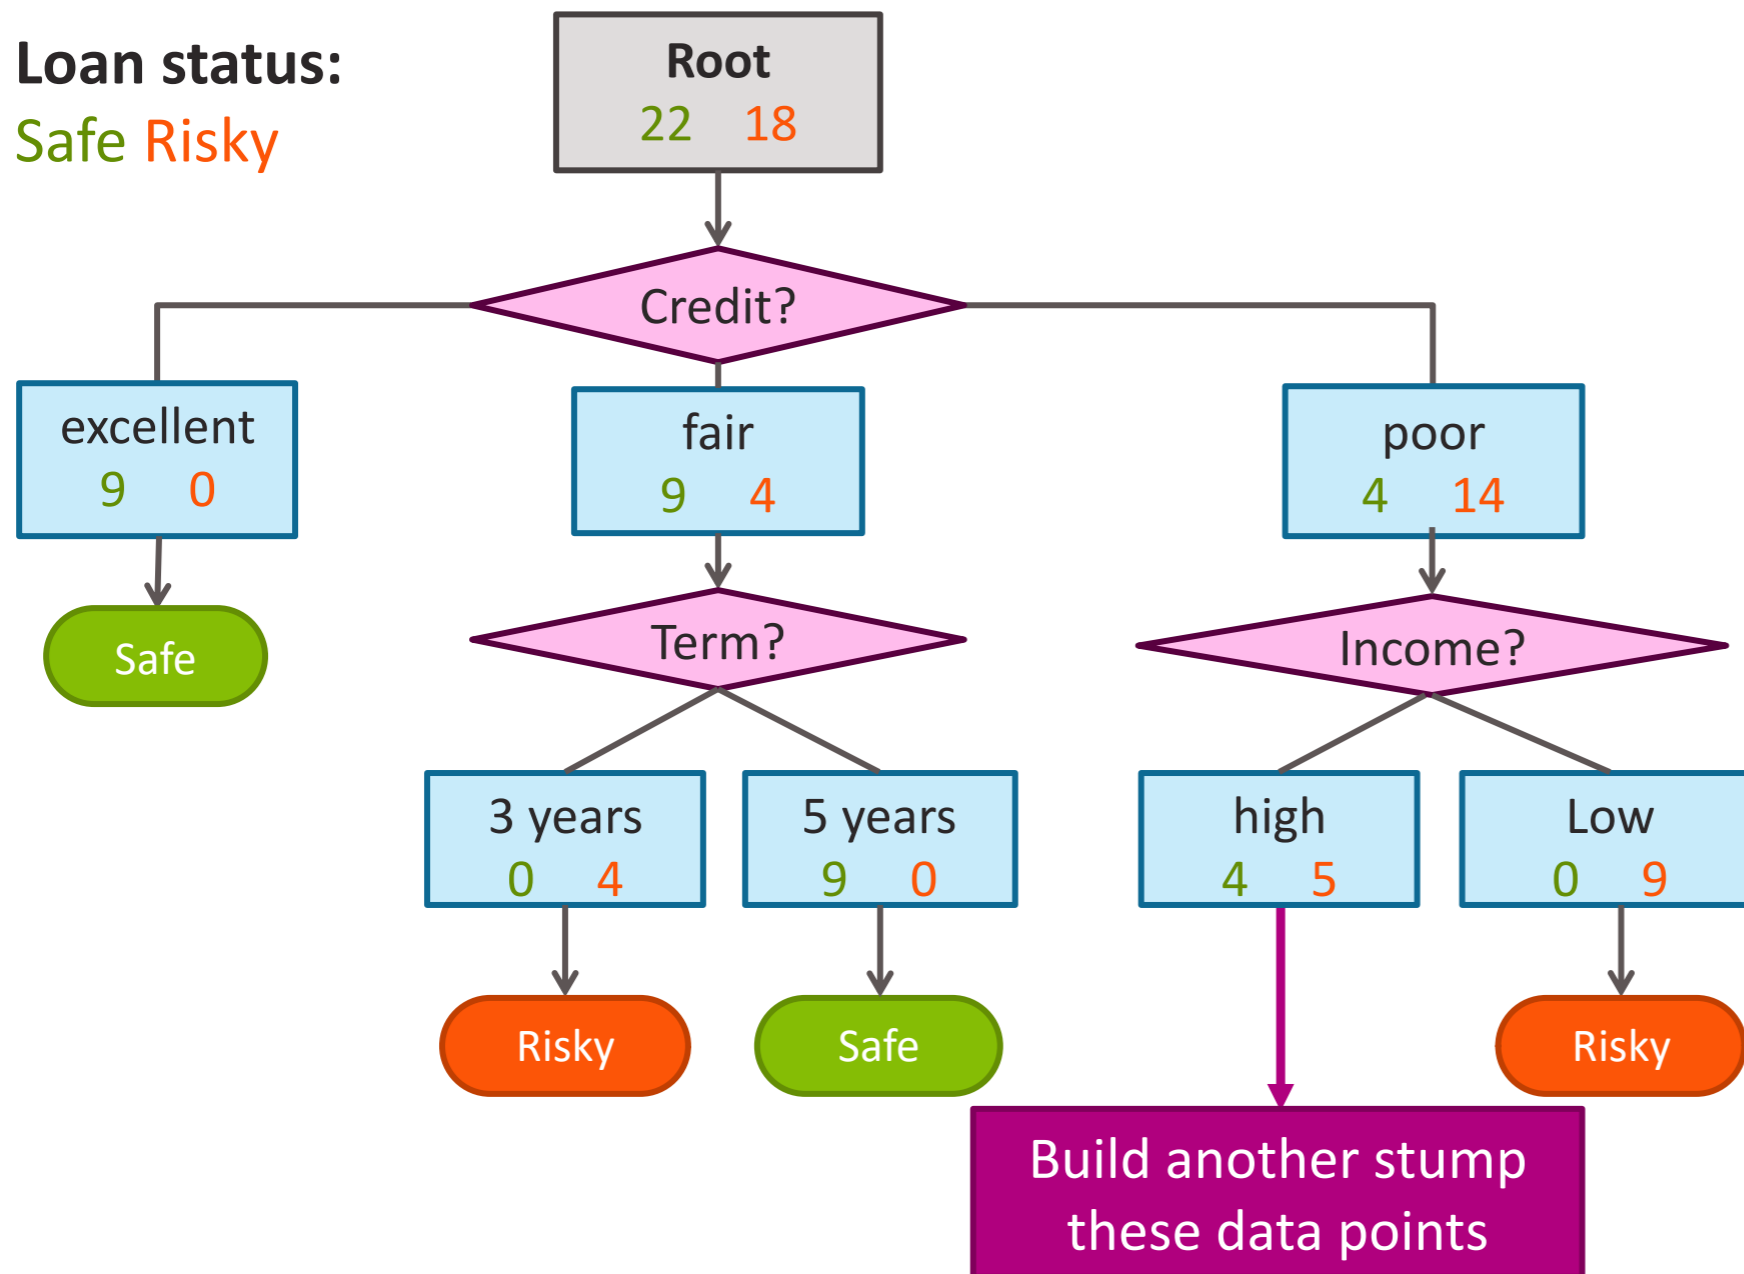 Loan status:
Safe Risky
Root
22 18
Credit?
excellent
9 0
fair
9 4
poor
4 14
Safe
Term?
Income?
3 years
0 4
5 years
9 0
high
4 5
Low
0 9
Risky
Safe
Risky
Build another stump
these data points